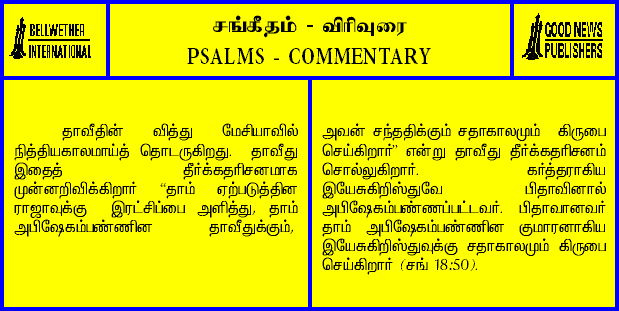 BELLWETHER
INTERNATIONAL
சங்கீதம் - விரிவுரை
PSALMS - COMMENTARY
GOOD NEWS
PUBLISHERS
தாவீதின் வித்து மேசியாவில்
நித்தியகாலமாய்த் தொடருகிறது. தாவீது
இதைத் தீர்க்கதரிசனமாக
முன்னறிவிக்கிறார் “தாம் ஏற்படுத்தின
ராஜாவுக்கு இரட்சிப்பை அளித்து, தாம்
அபிஷேகம்பண்ணின தாவீதுக்கும்,
அவன் சந்ததிக்கும் சதாகாலமும் கிருபை
செய்கிறார்” என்று தாவீது தீர்க்கதரிசனம்
சொல்லுகிறார். கர்த்தராகிய
இயேசுகிறிஸ்துவே பிதாவினால்
அபிஷேகம்பண்ணப்பட்டவர். பிதாவானவர்
தாம் அபிஷேகம்பண்ணின குமாரனாகிய
இயேசுகிறிஸ்துவுக்கு சதாகாலமும் கிருபை
செய்கிறார் (சங் 18:50).